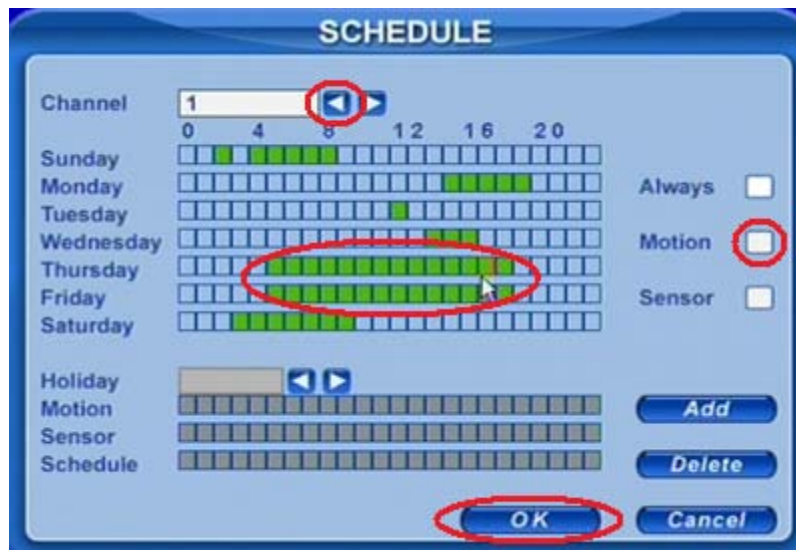 SCHEDULE
Channel 1
0 4 8 12 16 20
Sunday
Monday
Always
Tuesday
Wednesday
Motion
Thursday
Friday
Sensor
Saturday
Holiday
Motion
Add
Sensor
Schedule
Delete
OK
Cancel